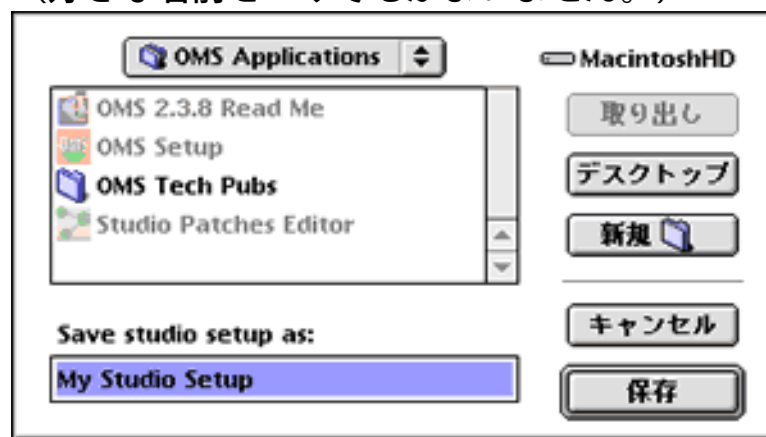 OMS Applications
MacintoshHD
OMS 2.3.8 Read Me
OMS Setup
OMS Tech Pubs
Studio Patches Editor
取り出し
デスクトップ
新規
キャンセル
保存
Save studio setup as:
My Studio Setup